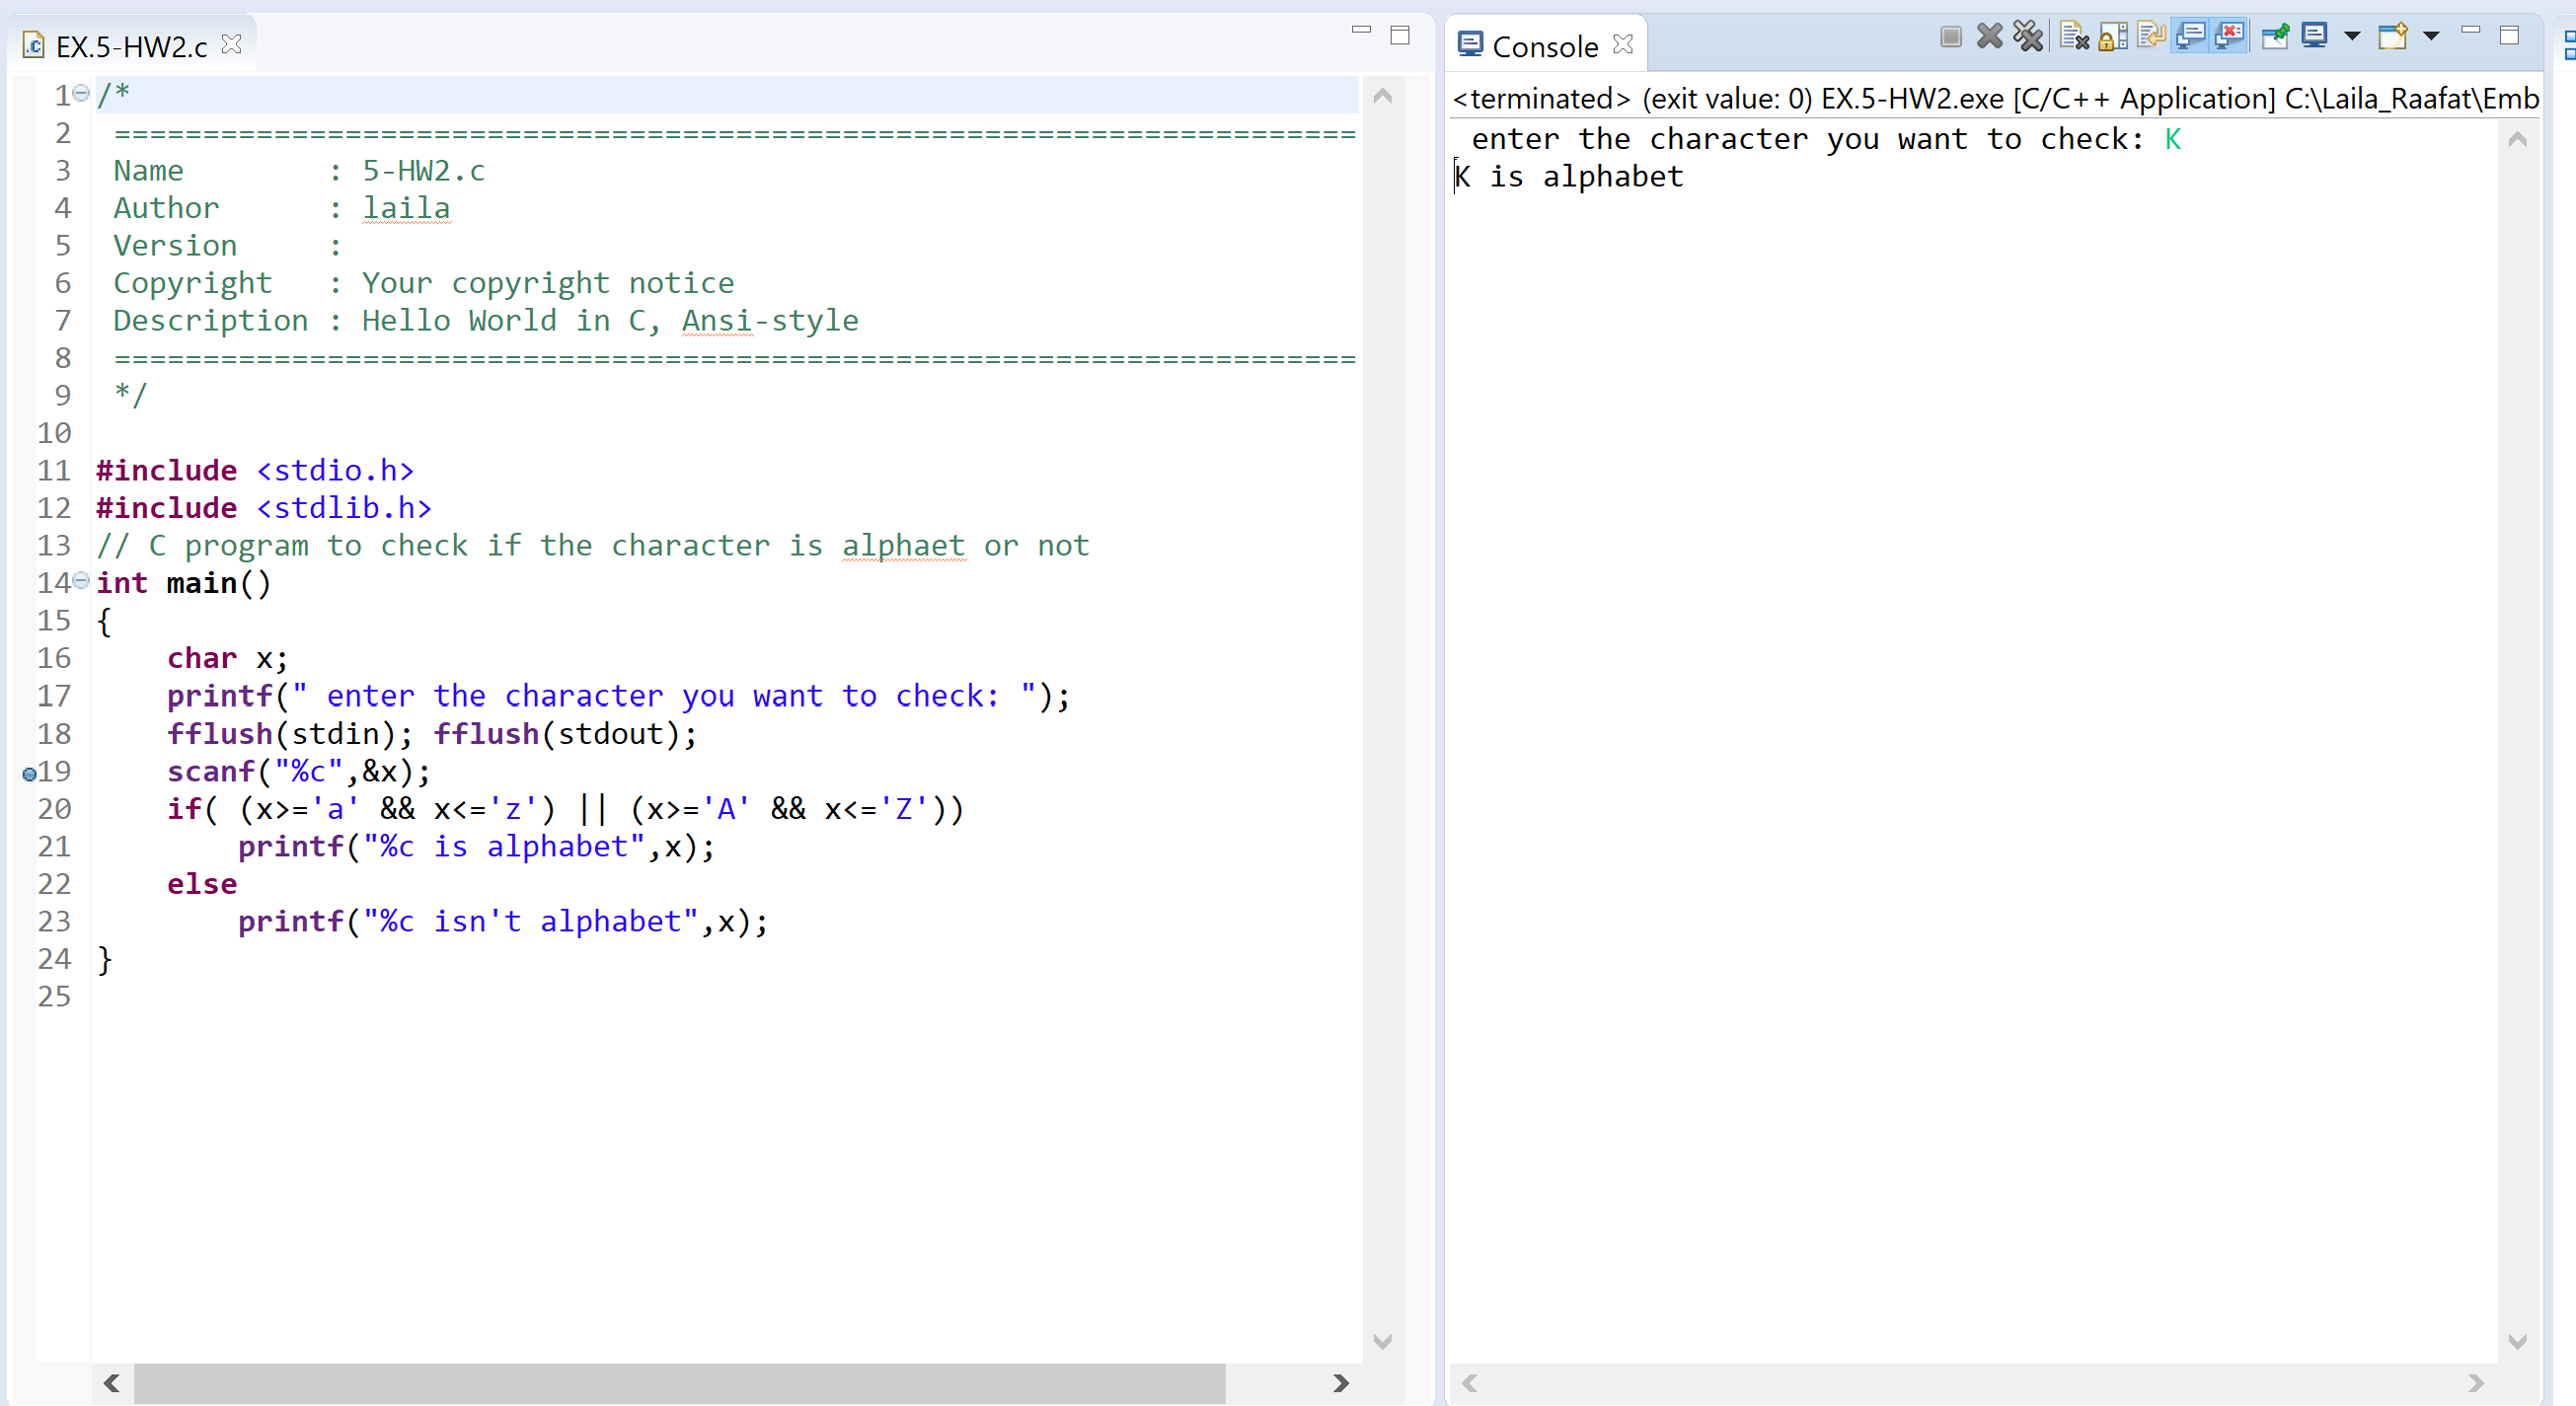 EX.5-HW2.c
1 /*
2  ======================================================================
3  Name        : 5-HW2.c
4  Author      : laila
5  Version     :
6  Copyright   : Your copyright notice
7  Description : Hello World in C, Ansi-style
8  ======================================================================
9  */
10
11 #include <stdio.h>
12 #include <stdlib.h>
13 // C program to check if the character is alphaet or not
14 int main()
15 {
16     char x;
17     printf(" enter the character you want to check: ");
18     fflush(stdin); fflush(stdout);
19     scanf("%c",&x);
20     if( (x>='a' && x<='z') || (x>='A' && x<='Z'))
21         printf("%c is alphabet",x);
22     else
23         printf("%c isn't alphabet",x);
24 }
25
Console
<terminated> (exit value: 0) EX.5-HW2.exe [C/C++ Application] C:\Laila_Raafat\Emb
 enter the character you want to check: K
K is alphabet